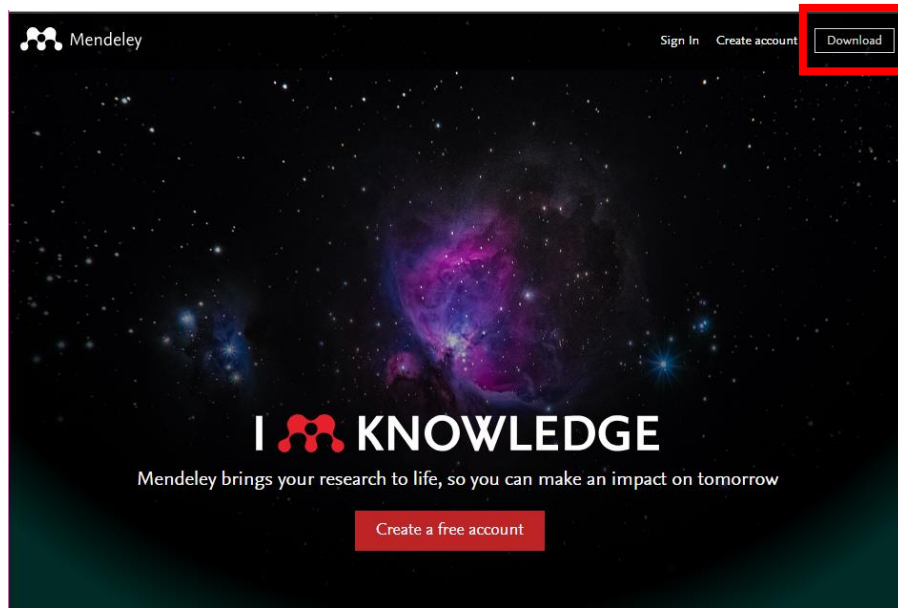 Mendeley
Sign In Create account Download
I KNOWLEDGE
Mendeley brings your research to life, so you can make an impact on tomorrow
Create a free account